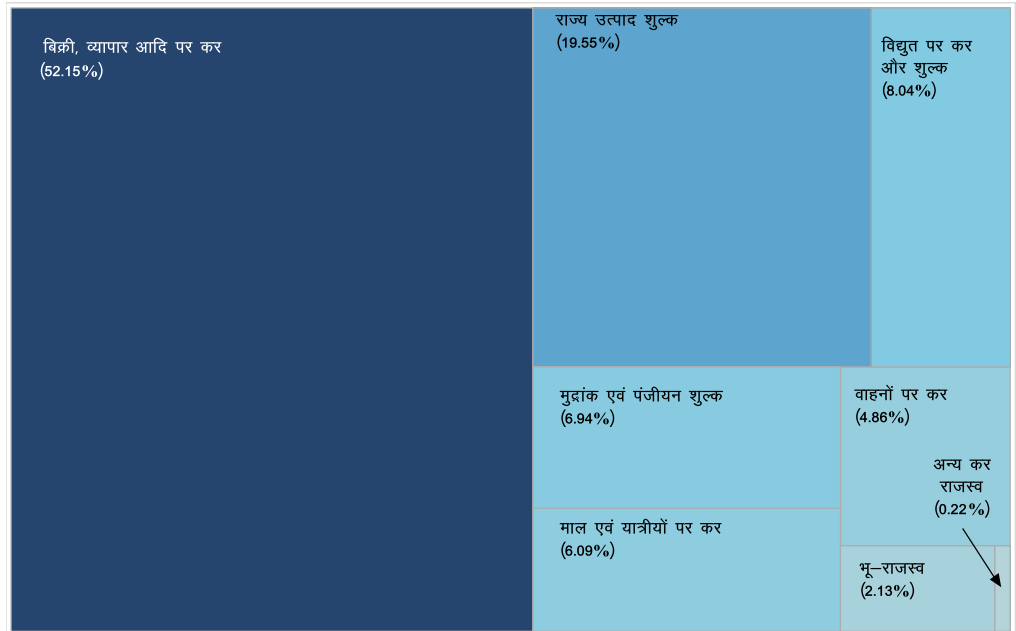 बिक्री, व्यापार आदि पर कर
(52.15%)
राज्य उत्पाद शुल्क
(19.55%)
विद्युत पर कर
और शुल्क
(8.04%)
मुद्रांक एवं पंजीयन शुल्क
(6.94%)
वाहनों पर कर
(4.86%)
अन्य कर
राजस्व
(0.22%)
माल एवं यात्रीयों पर कर
(6.09%)
भू–राजस्व
(2.13%)